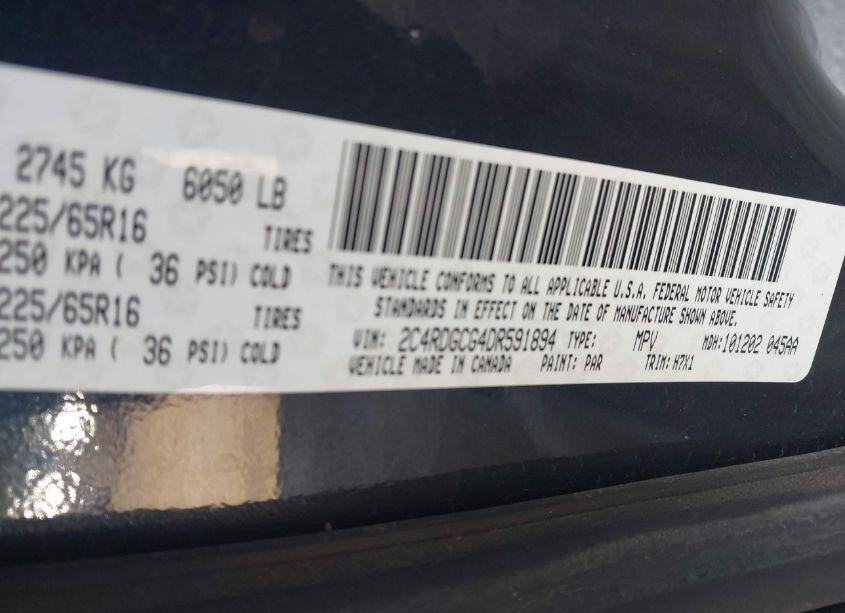 2745 KG 6050 LB
225/65R16 TIRES
250 KPA ( 36 PSI) COLD
225/65R16 TIRES
250 KPA ( 36 PSI) COLD
THIS VEHICLE CONFORMS TO ALL APPLICABLE U.S.A. FEDERAL MOTOR VEHICLE SAFETY
STANDARDS IN EFFECT ON THE DATE OF MANUFACTURE SHOWN ABOVE.
VIN: 2C4RDGCG4DR591894 TYPE: MPV MDH:101202 045AA
VEHICLE MADE IN CANADA PAINT: PAR TRIM: H7X1